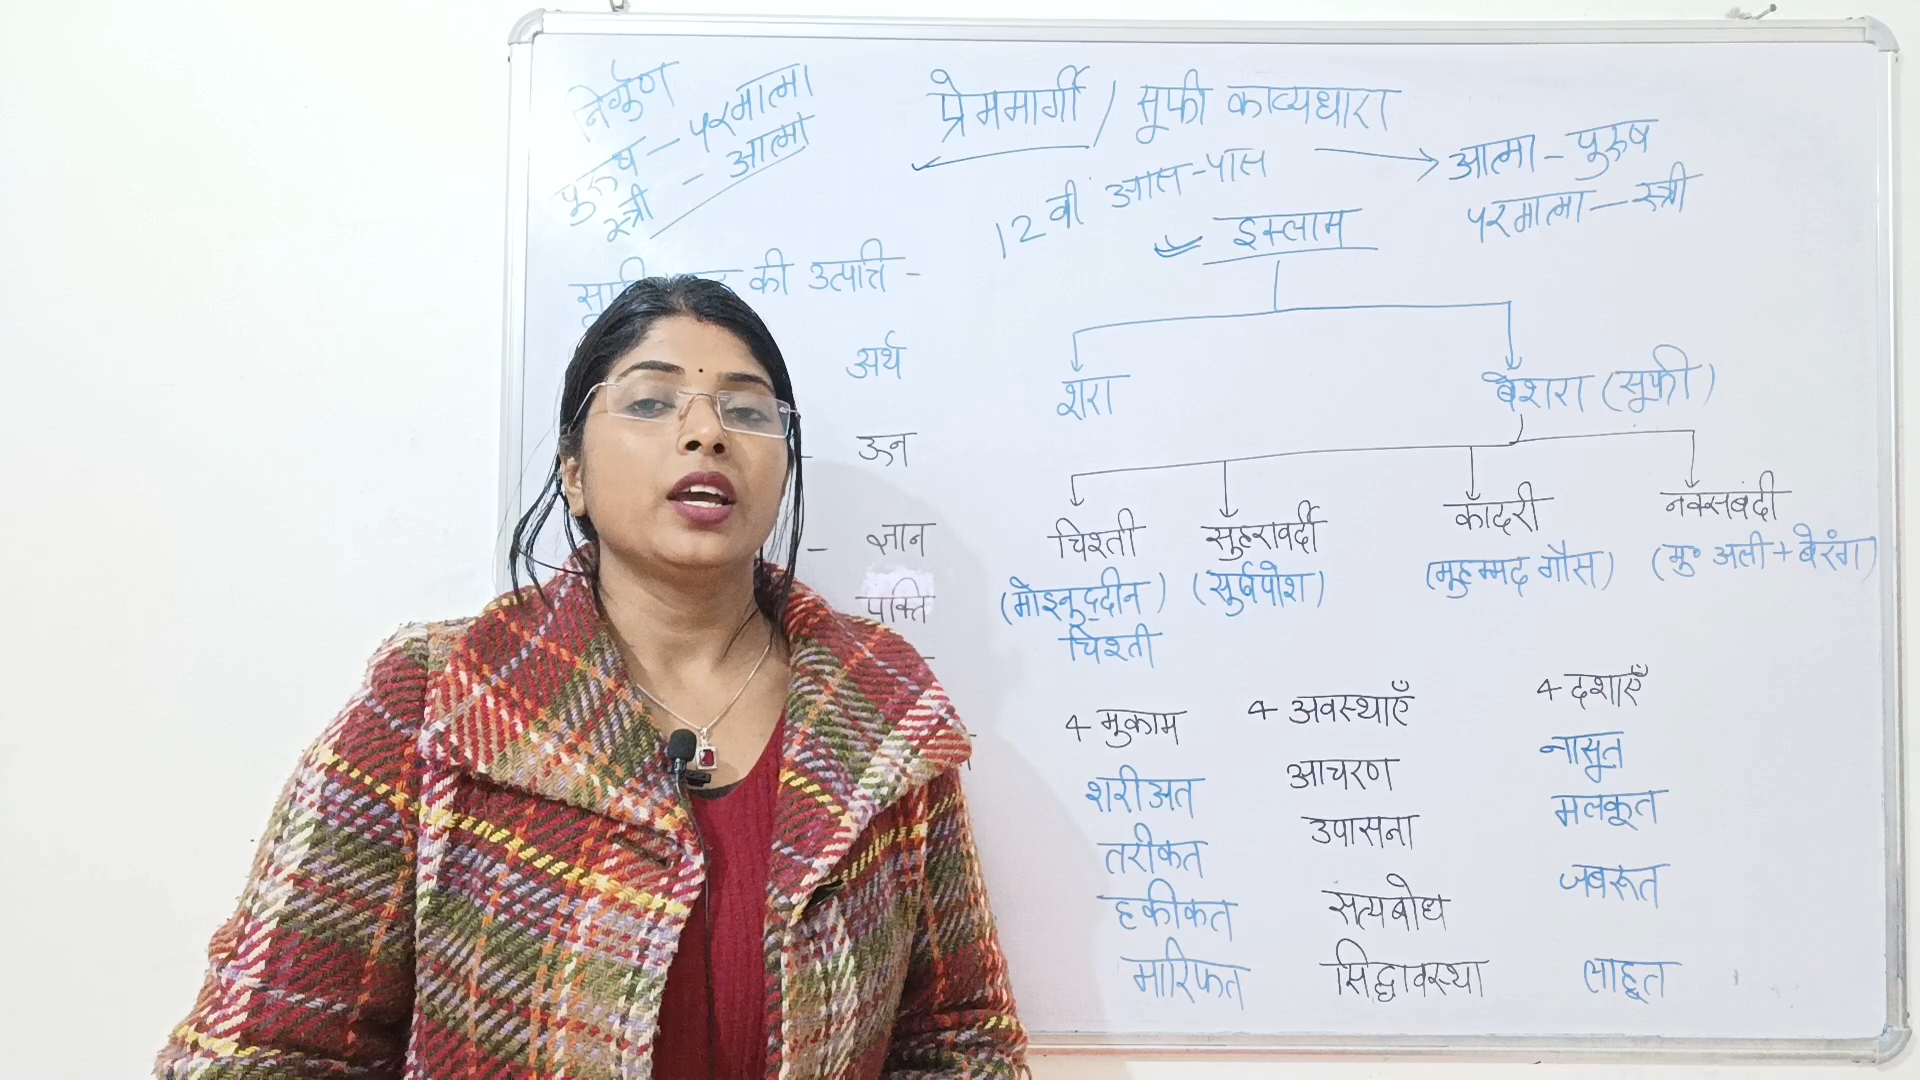 निर्गुण
पुरुष – परमात्मा
स्त्री – आत्मा
प्रेममार्गी / सूफी काव्यधारा
12वीं आस-पास
आत्मा – पुरुष
परमात्मा – स्त्री
इस्लाम
की उत्पत्ति –
अर्थ
शरा
बेशरा (सूफी)
– ऊन
– ज्ञान
पंक्ति
चिश्ती
सुहरावर्दी
कादरी
नक्सबंदी
(मोइनुद्दीन)
चिश्ती
(सुर्खपोश)
(मुहम्मद गौस)
(मु० अली + बेरंग)
4 मुकाम
4 अवस्थाएँ
4 दशाएँ
शरीअत
आचरण
नासूत
तरीकत
उपासना
मलकूत
हकीकत
सत्यबोध
जबरूत
मारिफत
सिद्धावस्था
लाहूत